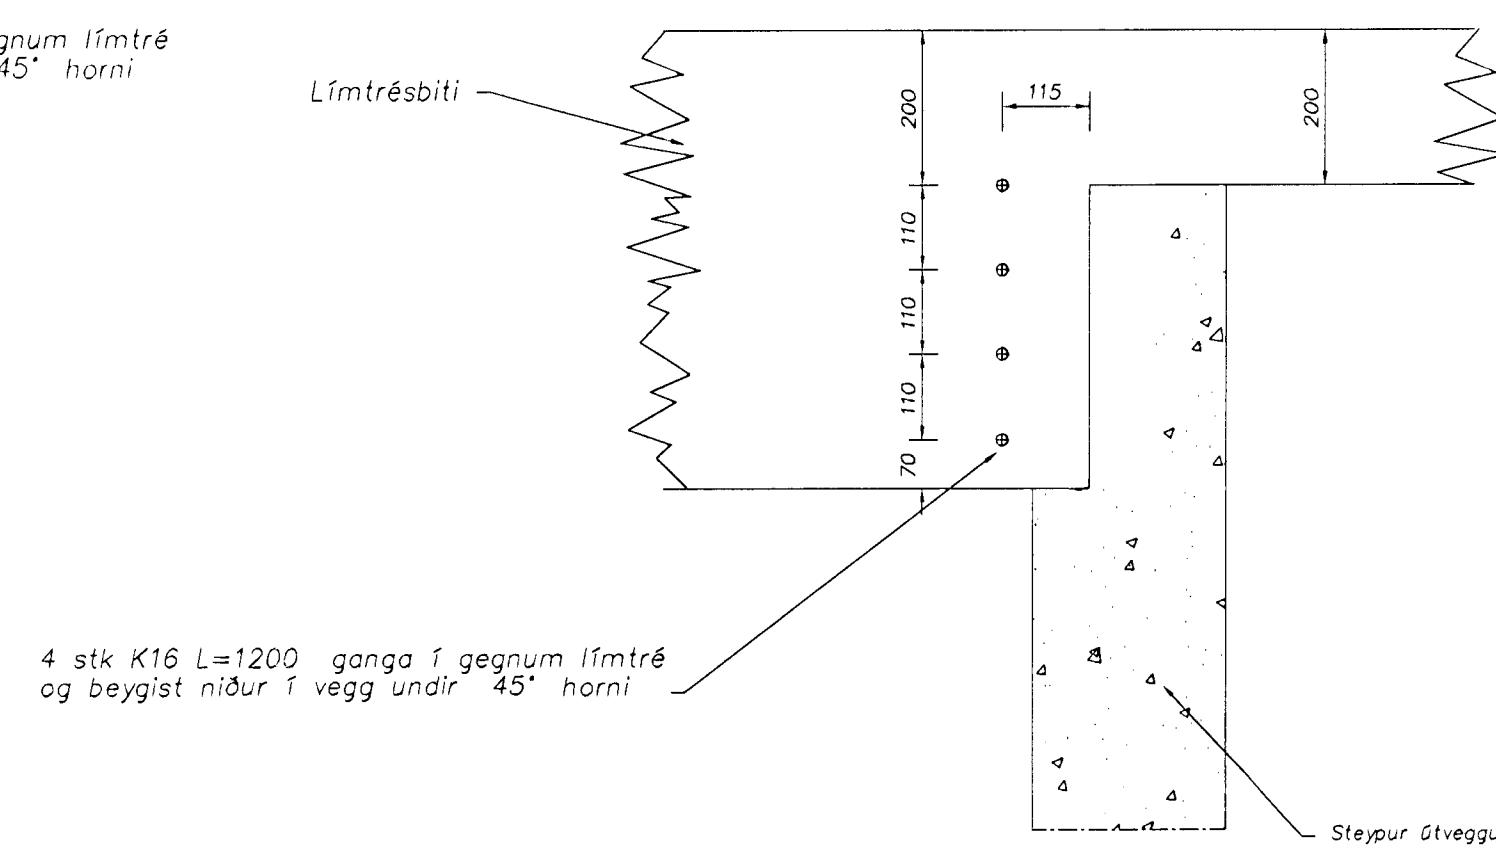 gnum límtré
45° horni
Límtrésbiti
115
200
200
110
110
110
70
4 stk K16 L=1200 ganga í gegnum límtré
og beygist niður í vegg undir 45° horni
Steypur útveggu